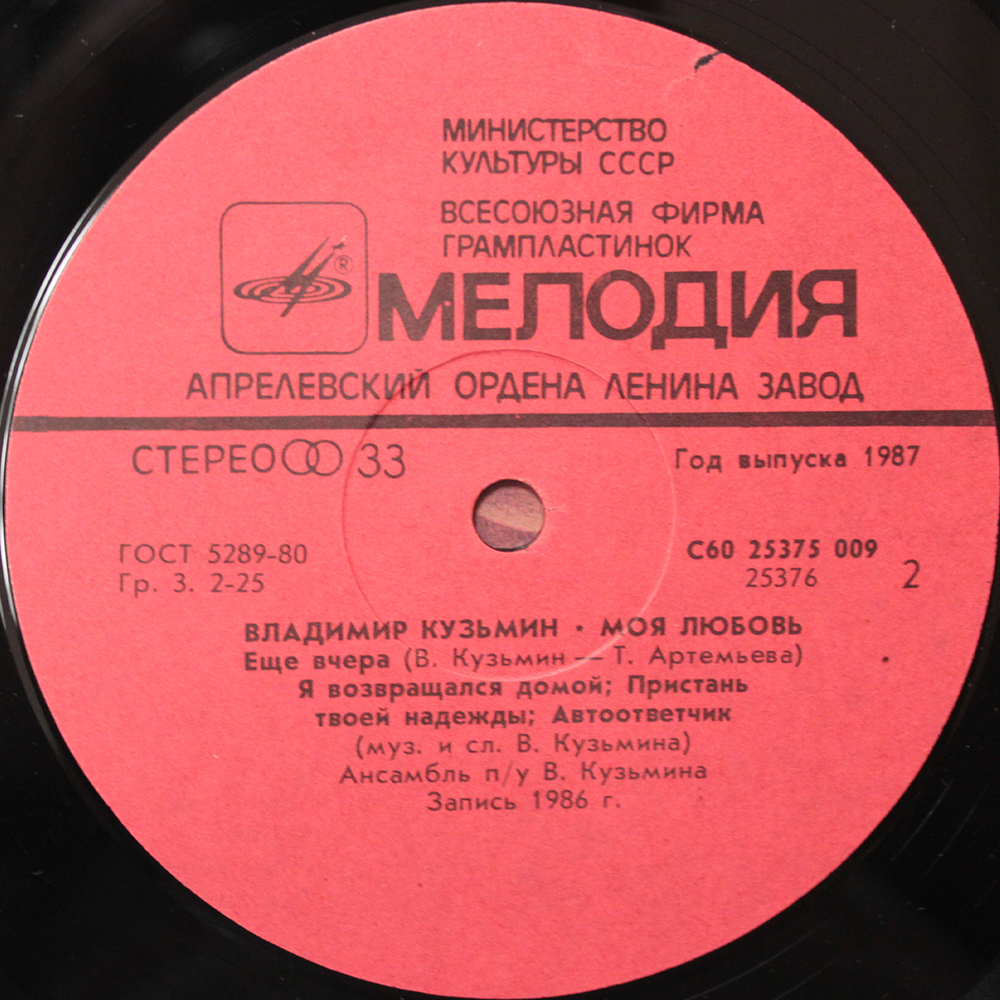 МИНИСТЕРСТВО
КУЛЬТУРЫ СССР
ВСЕСОЮЗНАЯ ФИРМА
ГРАМПЛАСТИНОК
®
МЕЛОДИЯ
АПРЕЛЕВСКИЙ ОРДЕНА ЛЕНИНА ЗАВОД
СТЕРЕО 33
Год выпуска 1987
ГОСТ 5289-80
Гр. 3. 2-25
С60 25375 009
25376
2
ВЛАДИМИР КУЗЬМИН · МОЯ ЛЮБОВЬ
Еще вчера (В. Кузьмин — Т. Артемьева)
Я возвращался домой; Пристань
твоей надежды; Автоответчик
(муз. и сл. В. Кузьмина)
Ансамбль п/у В. Кузьмина
Запись 1986 г.